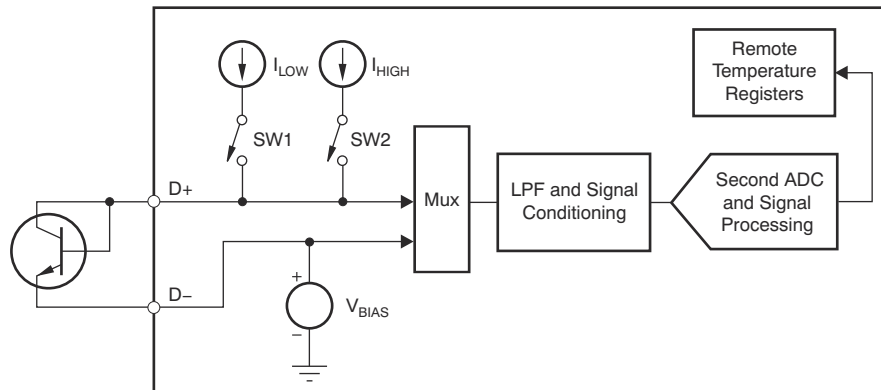 I_LOW
I_HIGH
SW1
SW2
Remote
Temperature
Registers
D+
Mux
LPF and Signal
Conditioning
Second ADC
and Signal
Processing
D−
+
V_BIAS
−